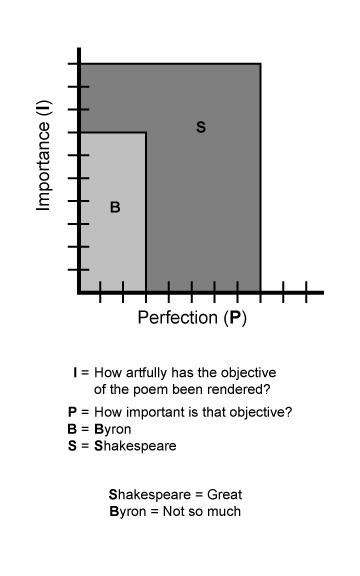 Importance (I)
S
B
Perfection (P)
I = How artfully has the objective
of the poem been rendered?
P = How important is that objective?
B = Byron
S = Shakespeare
Shakespeare = Great
Byron = Not so much